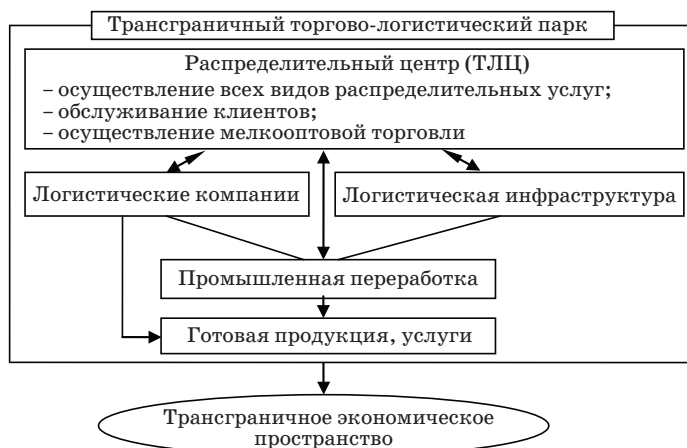 Трансграничный торгово-логистический парк
Распределительный центр (ТЛЦ)
– осуществление всех видов распределительных услуг;
– обслуживание клиентов;
– осуществление мелкооптовой торговли
Логистические компании
Логистическая инфраструктура
Промышленная переработка
Готовая продукция, услуги
Трансграничное экономическое
пространство